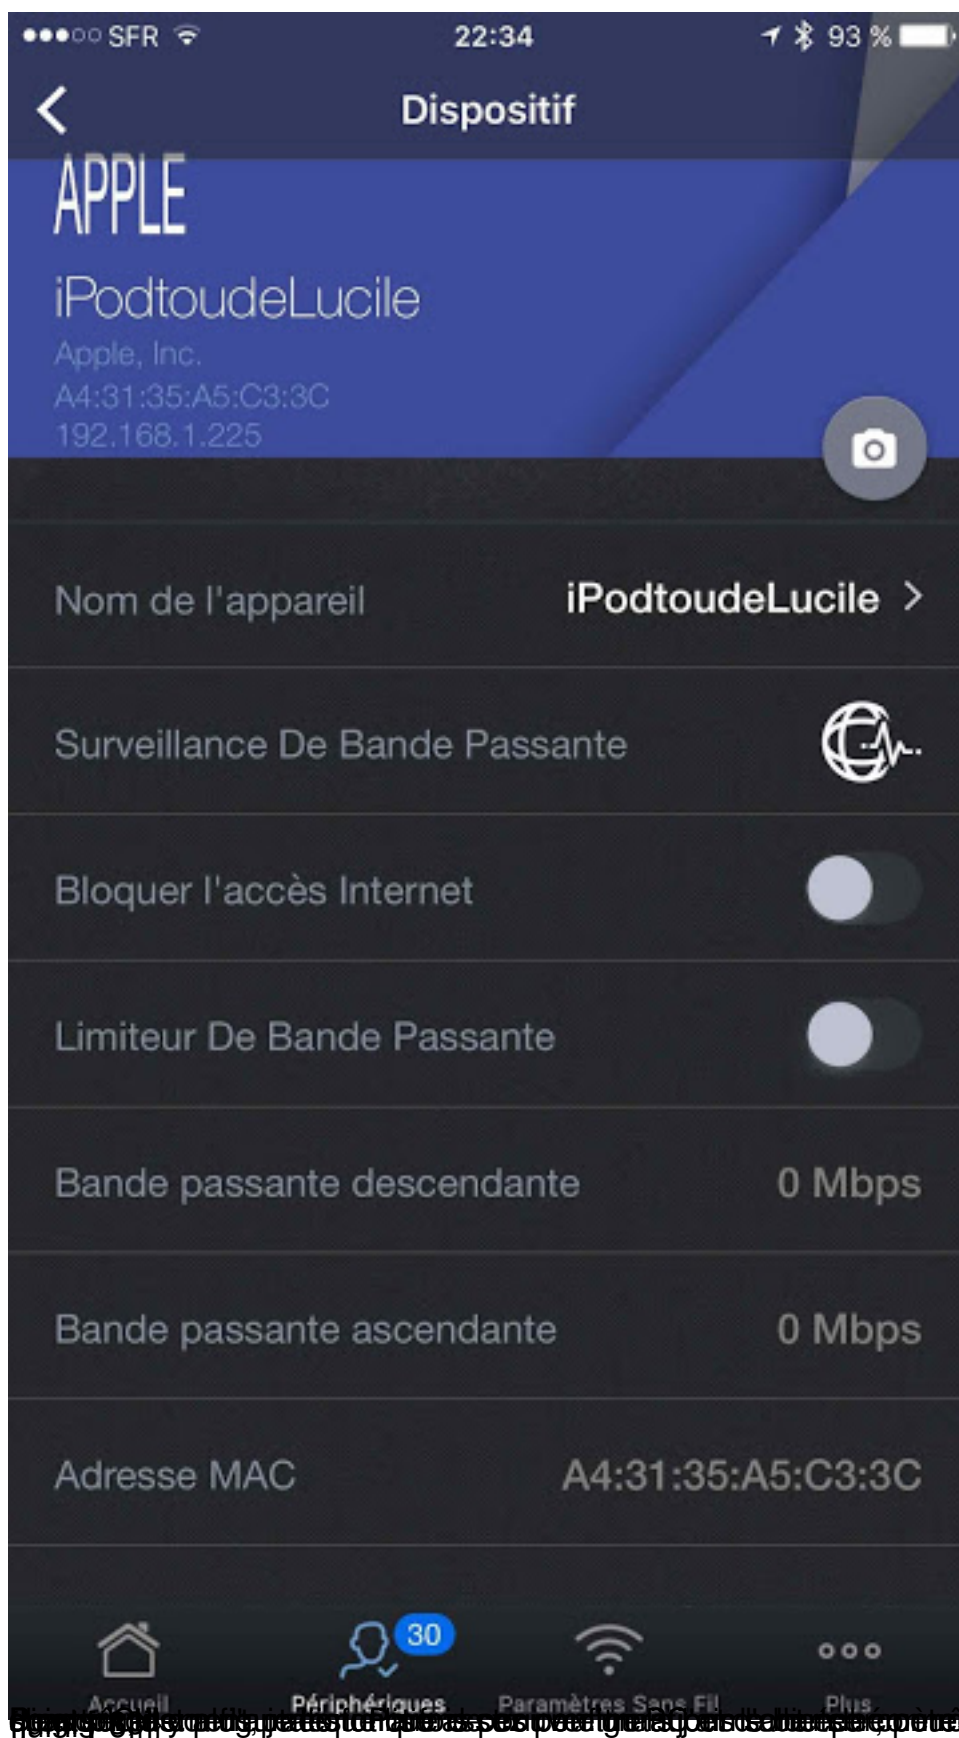 SFR 22:34 93 %
Dispositif
APPLE
iPodtoudeLucile
Apple, Inc.
A4:31:35:A5:C3:3C
192.168.1.225
Nom de l'appareil iPodtoudeLucile
Surveillance De Bande Passante
Bloquer l'accès Internet
Limiteur De Bande Passante
Bande passante descendante 0 Mbps
Bande passante ascendante 0 Mbps
Adresse MAC A4:31:35:A5:C3:3C
30
Accueil Périphériques Paramètres Sans Fil Plus